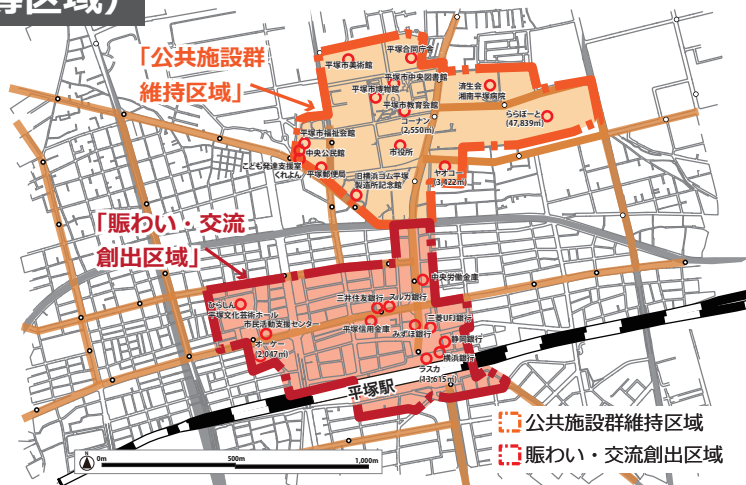 等区域）
「公共施設群
維持区域」
平塚市美術館
平塚合同庁舎
平塚市中央図書館
平塚市博物館
平塚市教育会館
コーナン
(2,550㎡)
済生会
湘南平塚病院
ららぽーと
(47,839㎡)
平塚市福祉会館
中央公民館
市役所
こども発達支援室
くれよん
平塚郵便局
ヤオコー
(3,422㎡)
旧横浜ゴム平塚
製造所記念館
「賑わい・交流
創出区域」
中央労働金庫
ひらしん
平塚文化芸術ホール
三井住友銀行
スルガ銀行
市民活動支援センター
三菱UFJ銀行
平塚信用金庫
みずほ銀行
オーケー
(2,047㎡)
静岡銀行
横浜銀行
ラスカ
(13,615㎡)
平塚駅
公共施設群維持区域
賑わい・交流創出区域
N
0m
500m
1,000m